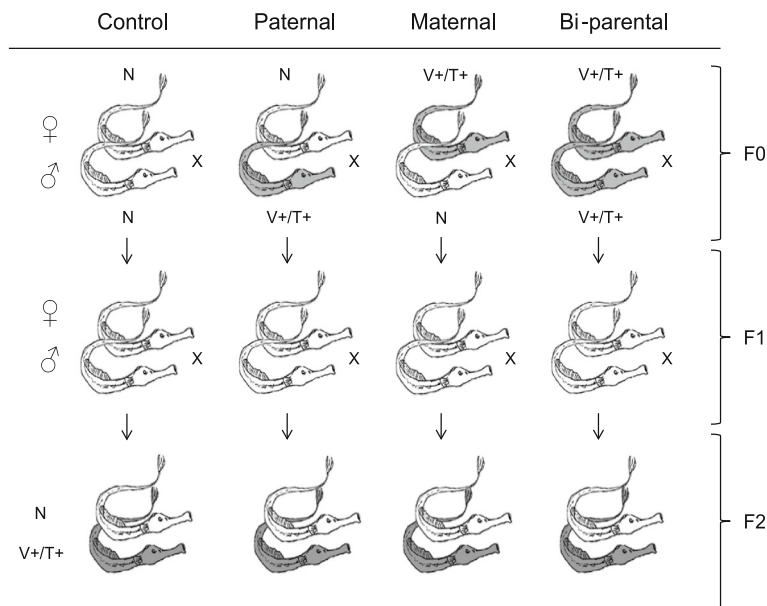 Control Paternal Maternal Bi-parental
N N V+/T+ V+/T+
♀
♂ X X X X F0
N V+/T+ N V+/T+
♀
♂ X X X X F1
N F2
V+/T+